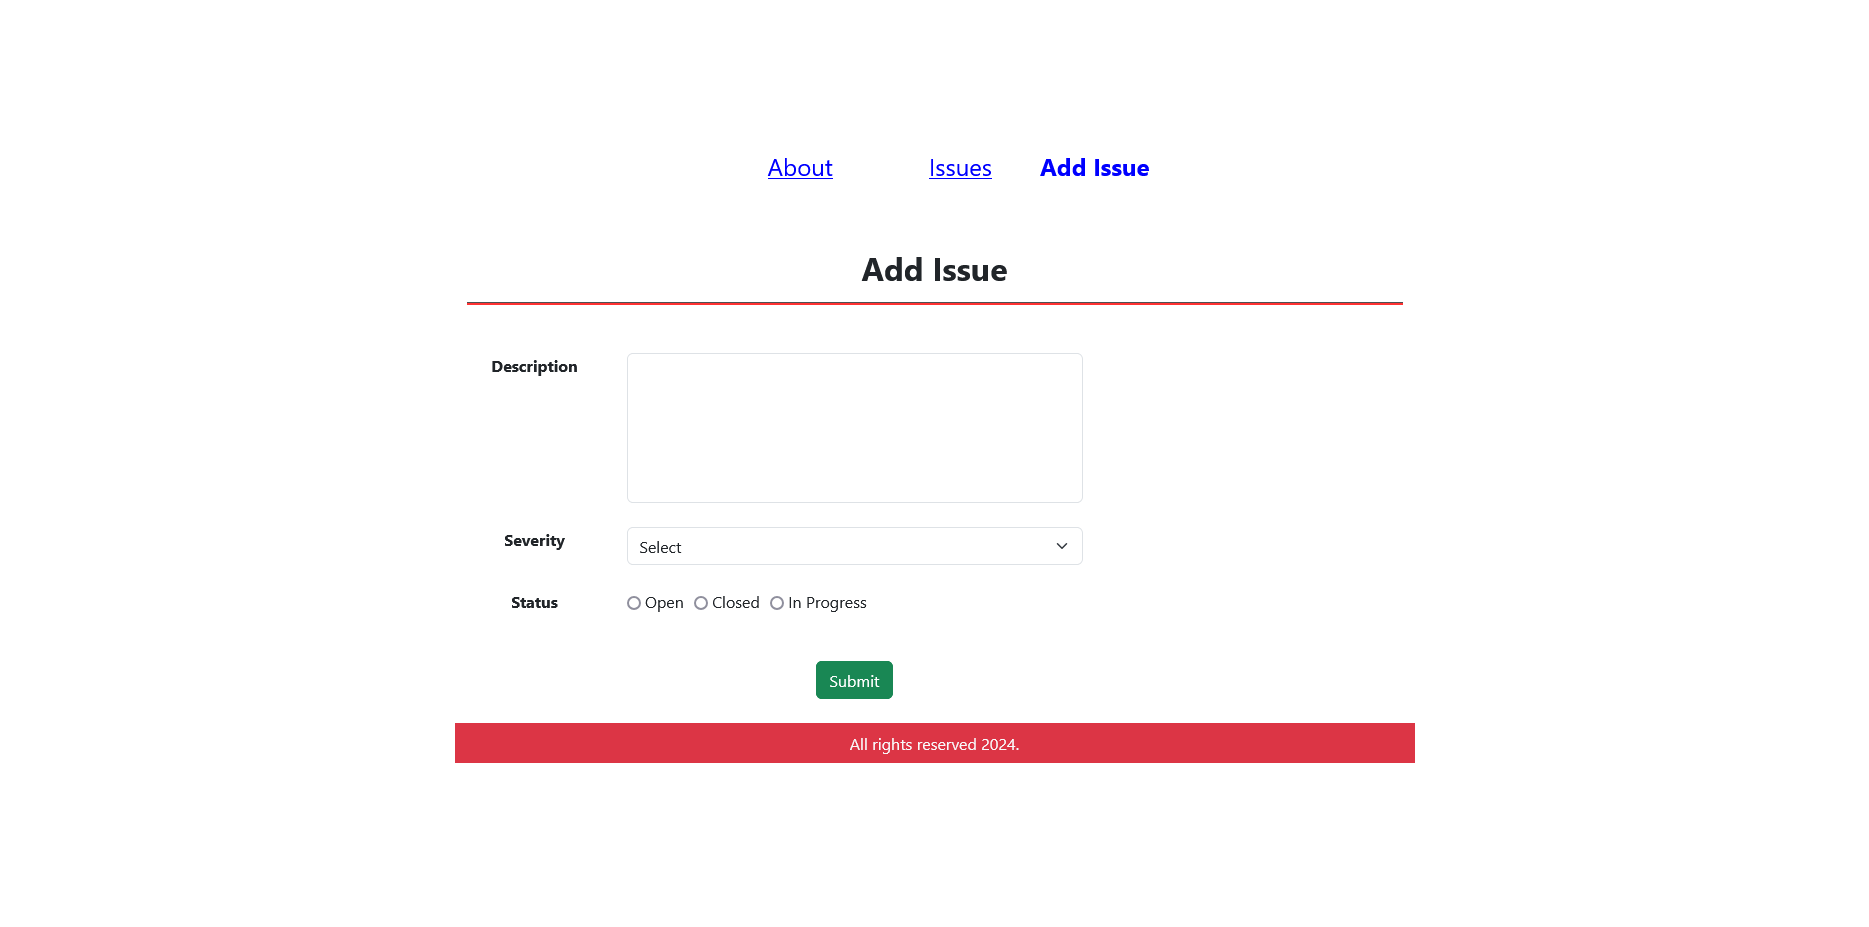 About Issues Add Issue
Add Issue
Description
Severity Select
Status Open Closed In Progress
Submit
All rights reserved 2024.